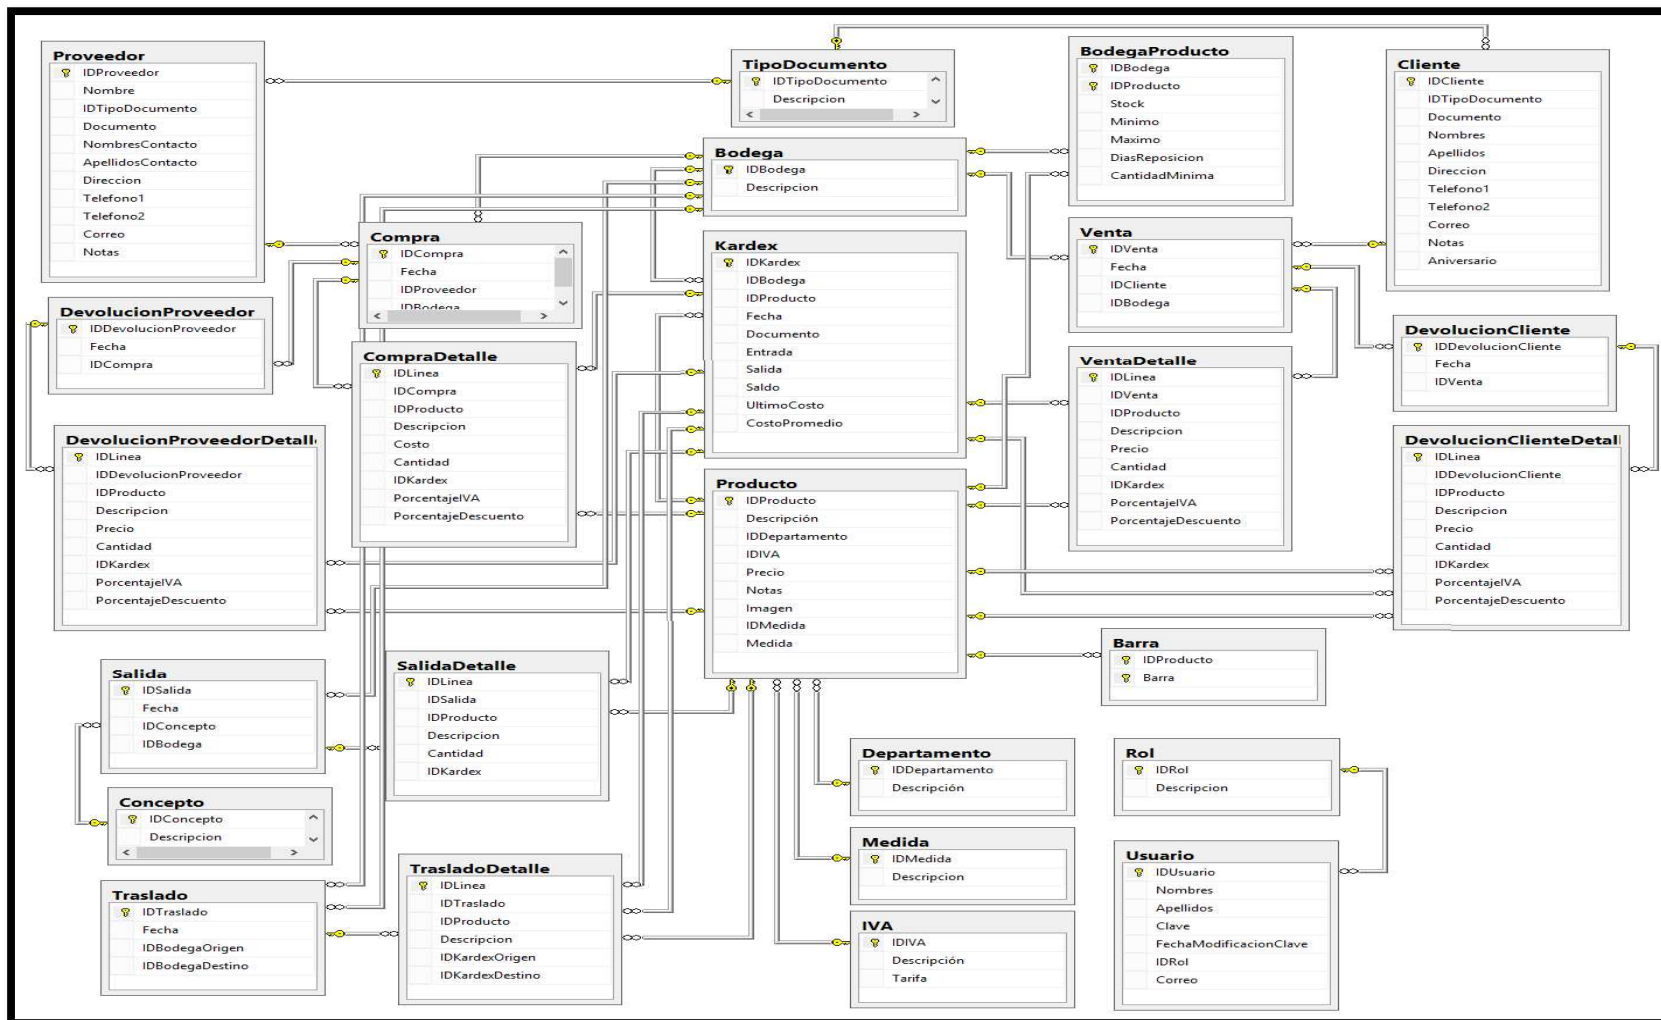 Proveedor
IDProveedor
Nombre
IDTipoDocumento
Documento
NombresContacto
ApellidosContacto
Direccion
Telefono1
Telefono2
Correo
Notas
TipoDocumento
IDTipoDocumento
Descripcion
BodegaProducto
IDBodega
IDProducto
Stock
Minimo
Maximo
DiasReposicion
CantidadMinima
Cliente
IDCliente
IDTipoDocumento
Documento
Nombres
Apellidos
Direccion
Telefono1
Telefono2
Correo
Notas
Aniversario
Bodega
IDBodega
Descripcion
Compra
IDCompra
Fecha
IDProveedor
IDBodega
Kardex
IDKardex
IDBodega
IDProducto
Fecha
Documento
Entrada
Salida
Saldo
UltimoCosto
CostoPromedio
Venta
IDVenta
Fecha
IDCliente
IDBodega
DevolucionProveedor
IDDevolucionProveedor
Fecha
IDCompra
CompraDetalle
IDLinea
IDCompra
IDProducto
Descripcion
Costo
Cantidad
IDKardex
PorcentajeIVA
PorcentajeDescuento
VentaDetalle
IDLinea
IDVenta
IDProducto
Descripcion
Precio
Cantidad
IDKardex
PorcentajeIVA
PorcentajeDescuento
DevolucionCliente
IDDevolucionCliente
Fecha
IDVenta
DevolucionProveedorDetall
IDLinea
IDDevolucionProveedor
IDProducto
Descripcion
Precio
Cantidad
IDKardex
PorcentajeIVA
PorcentajeDescuento
DevolucionClienteDetal
IDLinea
IDDevolucionCliente
IDProducto
Descripcion
Precio
Cantidad
IDKardex
PorcentajeIVA
PorcentajeDescuento
Producto
IDProducto
Descripción
IDDepartamento
IDIVA
Precio
Notas
Imagen
IDMedida
Medida
Barra
IDProducto
Barra
Salida
IDSalida
Fecha
IDConcepto
IDBodega
SalidaDetalle
IDLinea
IDSalida
IDProducto
Descripcion
Cantidad
IDKardex
Concepto
IDConcepto
Descripcion
Departamento
IDDepartamento
Descripción
Rol
IDRol
Descripcion
Medida
IDMedida
Descripcion
Usuario
IDUsuario
Nombres
Apellidos
Clave
FechaModificacionClave
IDRol
Correo
Traslado
IDTraslado
Fecha
IDBodegaOrigen
IDBodegaDestino
TrasladoDetalle
IDLinea
IDTraslado
IDProducto
Descripcion
IDKardexOrigen
IDKardexDestino
IVA
IDIVA
Descripción
Tarifa